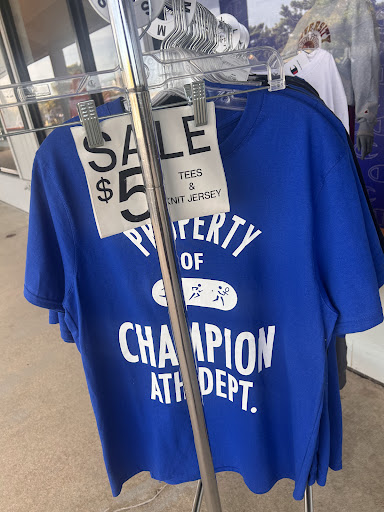 SALE
$5
TEES
&
KNIT JERSEY
PROPERTY
OF
CHAMPION
ATH. DEPT.
M